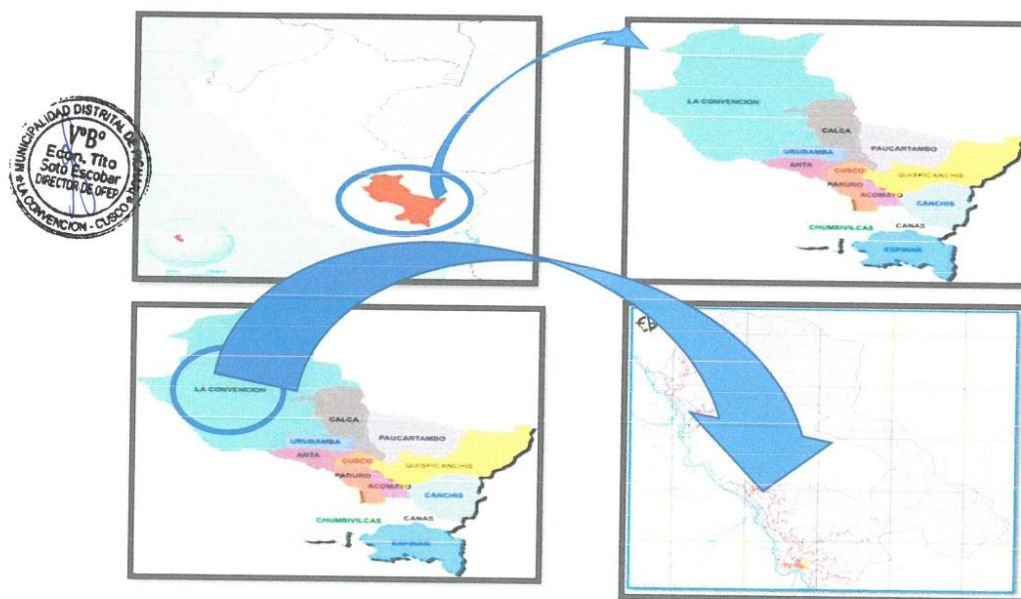 MUNICIPALIDAD DISTRITAL DE
VºBº
Econ. Tito
Soto Escobar
DIRECTOR DE OFEP
LA CONVENCION - CUSCO
LA CONVENCION
CALCA
URUBAMBA
PAUCARTAMBO
ANTA
CUSCO
QUISPICANCHIS
PARURO
ACOMAYO
CANCHIS
CHUMBIVILCAS
CANAS
ESPINAR
LA CONVENCION
CALCA
URUBAMBA
PAUCARTAMBO
ANTA
CUSCO
QUISPICANCHIS
PARURO
ACOMAYO
CANCHIS
CHUMBIVILCAS
CANAS
ESPINAR